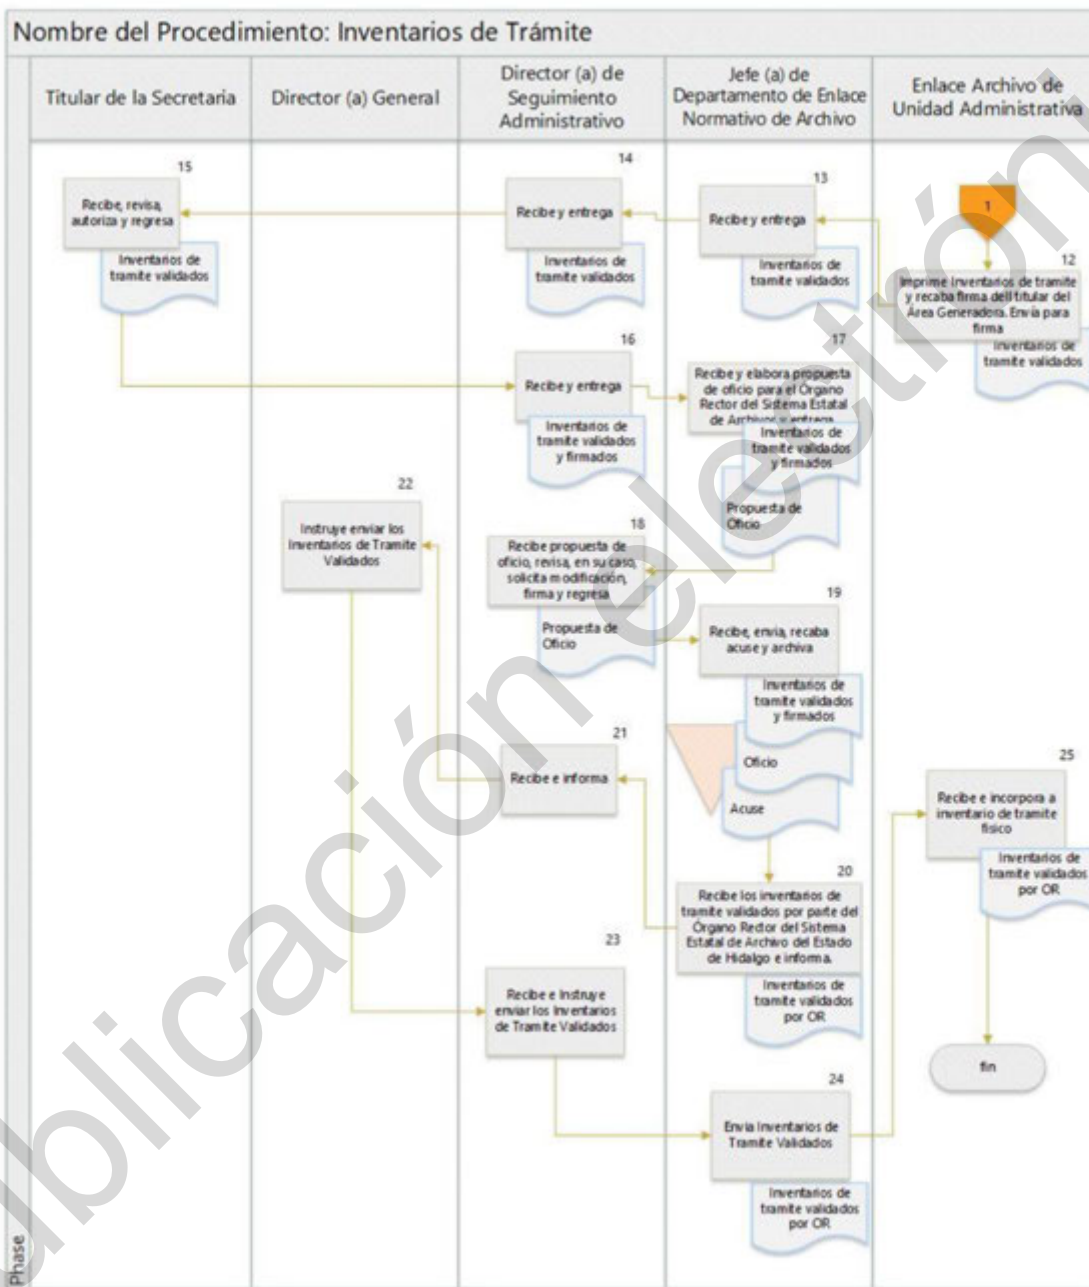 Nombre del Procedimiento: Inventarios de Trámite
Titular de la Secretaria
Director (a) General
Director (a) de
Seguimiento
Administrativo
Jefe (a) de
Departamento de Enlace
Normativo de Archivo
Enlace Archivo de
Unidad Administrativa
15
Recibe, revisa,
autoriza y regresa
Inventarios de
tramite validados
14
Recibe y entrega
Inventarios de
tramite validados
13
Recibe y entrega
Inventarios de
tramite validados
1
12
Imprime Inventarios de tramite
y recaba firma dell titular del
Área Generadora. Envía para
firma
Inventarios de
tramite validados
16
Recibe y entrega
Inventarios de
tramite validados
y firmados
17
Recibe y elabora propuesta
de oficio para el Órgano
Rector del Sistema Estatal
de Archivos y entrega
Inventarios de
tramite validados
y firmados
Propuesta de
Oficio
22
Instruye enviar los
Inventarios de Tramite
Validados
18
Recibe propuesta de
oficio, revisa, en su caso,
solicita modificación,
firma y regresa
Propuesta de
Oficio
19
Recibe, envia, recaba
acuse y archiva
Inventarios de
tramite validados
y firmados
Oficio
Acuse
21
Recibe e informa
25
Recibe e incorpora a
inventario de tramite
fisico
Inventarios de
tramite validados
por OR
20
Recibe los inventarios de
tramite validados por parte del
Órgano Rector del Sistema
Estatal de Archivo del Estado
de Hidalgo e informa.
Inventarios de
tramite validados
por OR
23
Recibe e Instruye
enviar los Inventarios
de Tramite Validados
fin
24
Envia Inventarios de
Tramite Validados
Inventarios de
tramite validados
por OR
Phase
ublicación electróni